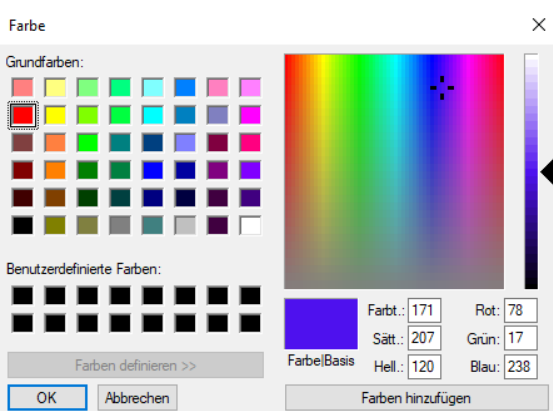 Farbe
Grundfarben:
Benutzerdefinierte Farben:
Farben definieren >>
OK
Abbrechen
Farbe|Basis
Farbt.: 171
Sätt.: 207
Hell.: 120
Rot: 78
Grün: 17
Blau: 238
Farben hinzufügen